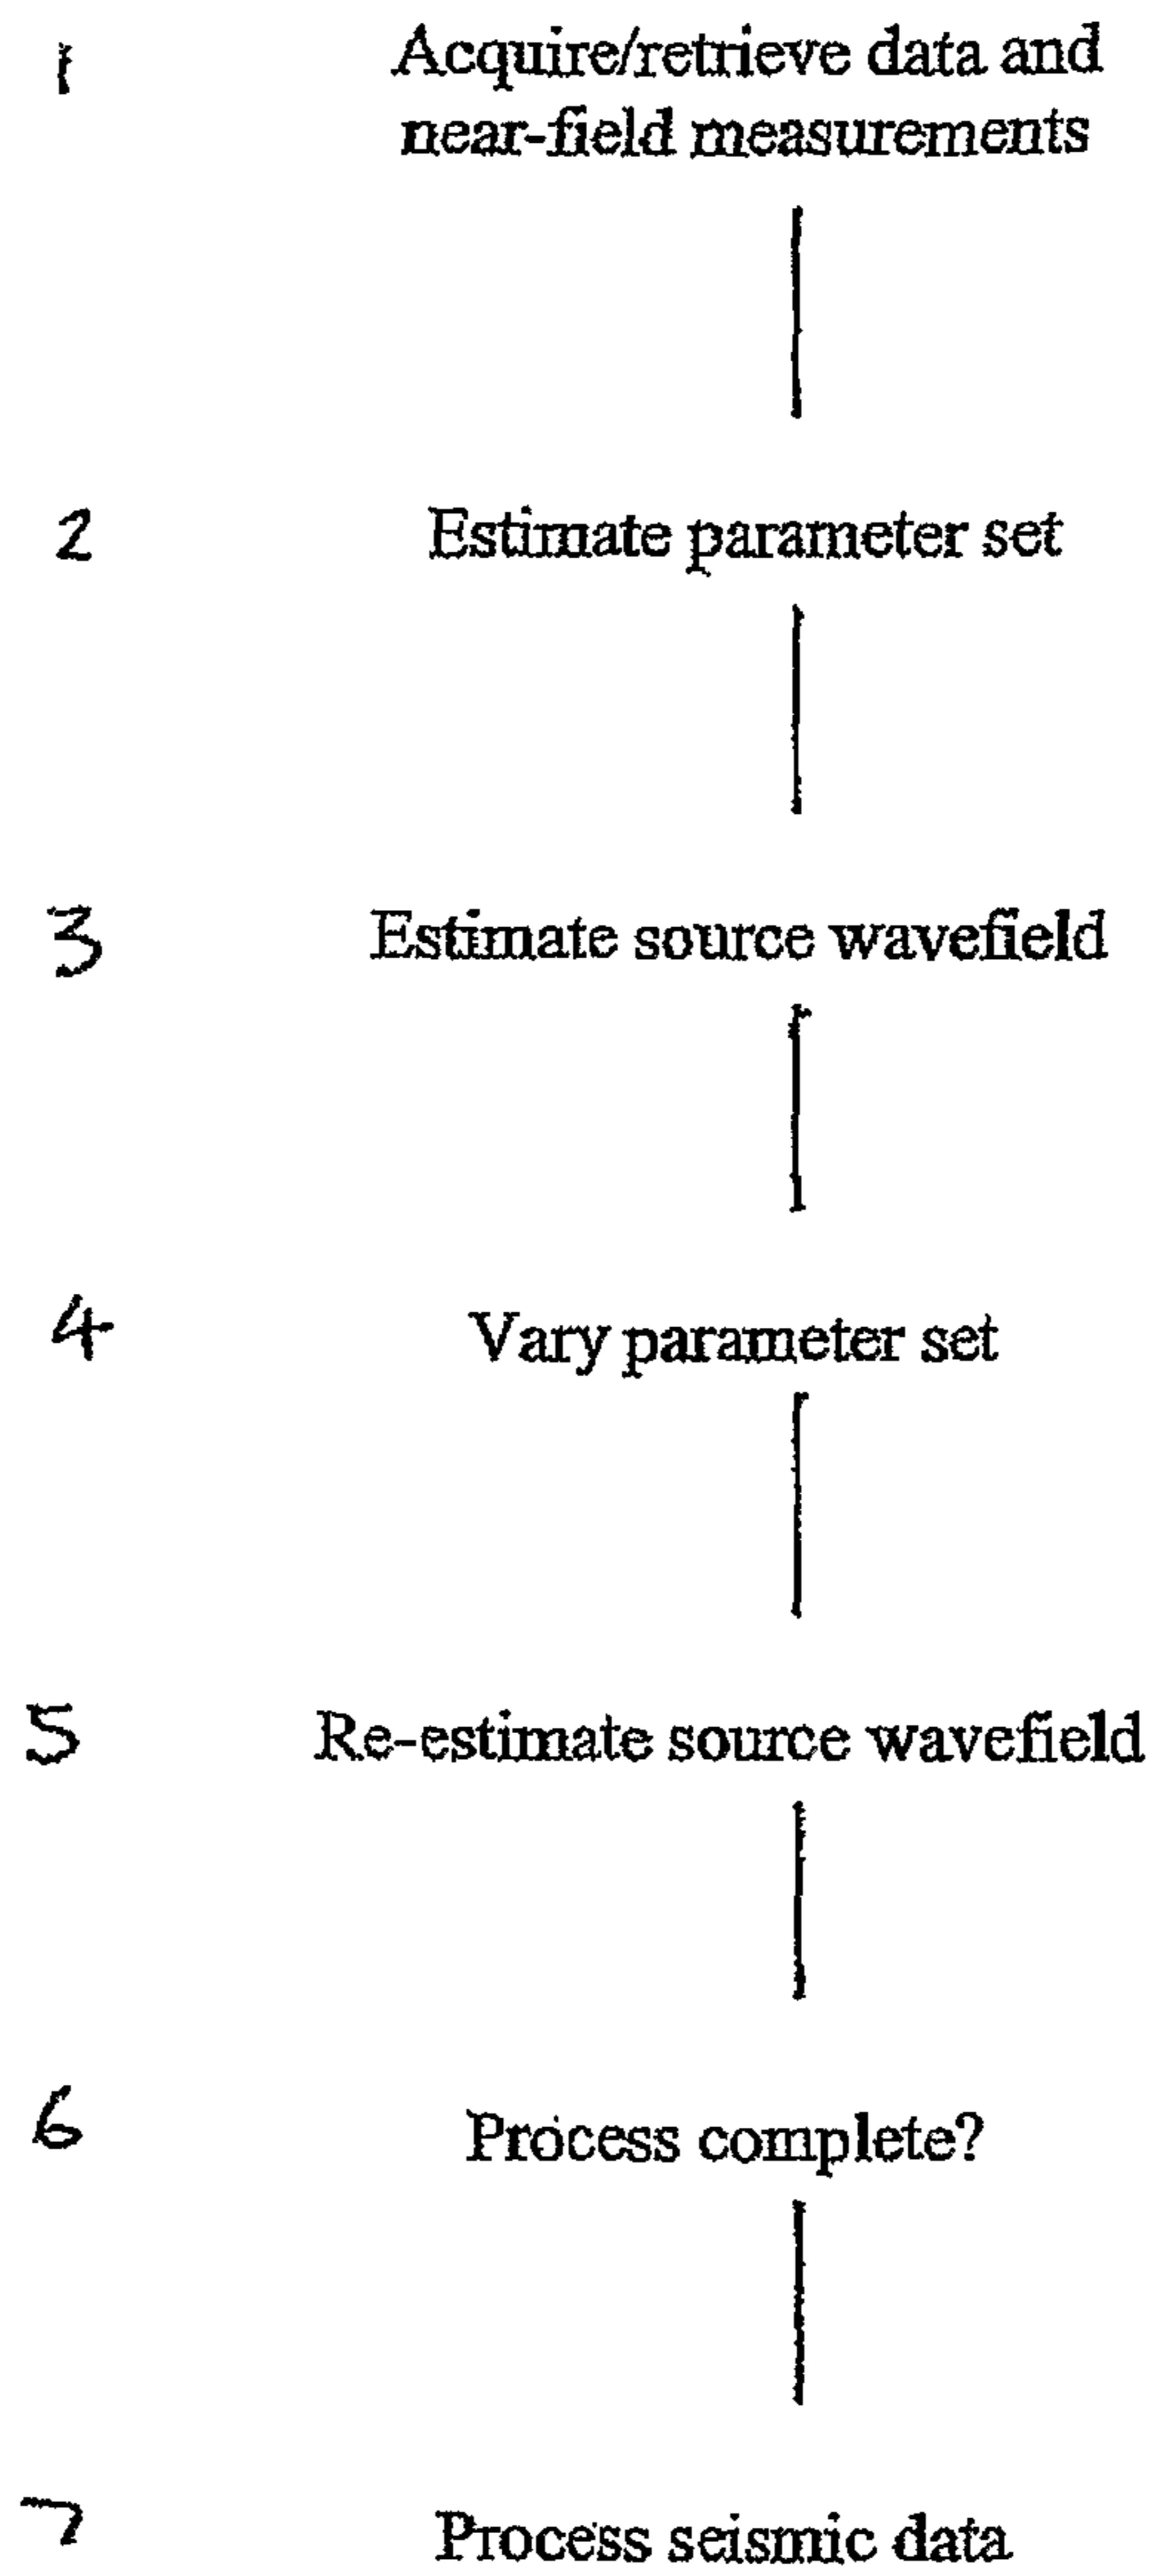 1 Acquire/retrieve data and
near-field measurements
2 Estimate parameter set
3 Estimate source wavefield
4 Vary parameter set
5 Re-estimate source wavefield
6 Process complete?
7 Process seismic data